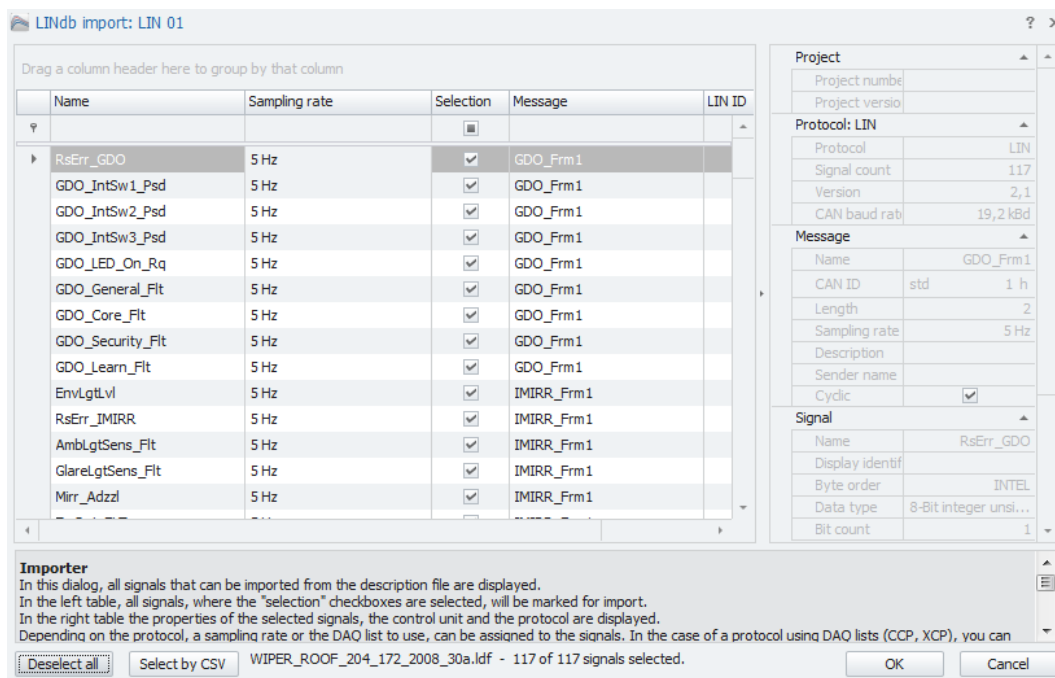 LINdb import: LIN 01
?
Drag a column header here to group by that column
Name Sampling rate Selection Message LIN ID
RsErr_GDO 5 Hz GDO_Frm1
GDO_IntSw1_Psd 5 Hz GDO_Frm1
GDO_IntSw2_Psd 5 Hz GDO_Frm1
GDO_IntSw3_Psd 5 Hz GDO_Frm1
GDO_LED_On_Rq 5 Hz GDO_Frm1
GDO_General_Flt 5 Hz GDO_Frm1
GDO_Core_Flt 5 Hz GDO_Frm1
GDO_Security_Flt 5 Hz GDO_Frm1
GDO_Learn_Flt 5 Hz GDO_Frm1
EnvLgtLvl 5 Hz IMIRR_Frm1
RsErr_IMIRR 5 Hz IMIRR_Frm1
AmbLgtSens_Flt 5 Hz IMIRR_Frm1
GlareLgtSens_Flt 5 Hz IMIRR_Frm1
Mirr_Adzzl 5 Hz IMIRR_Frm1
Project
Project numbe
Project versio
Protocol: LIN
Protocol LIN
Signal count 117
Version 2,1
CAN baud rat 19,2 kBd
Message
Name GDO_Frm1
CAN ID std 1 h
Length 2
Sampling rate 5 Hz
Description
Sender name
Cyclic
Signal
Name RsErr_GDO
Display identif
Byte order INTEL
Data type 8-Bit integer unsi...
Bit count 1
Importer
In this dialog, all signals that can be imported from the description file are displayed.
In the left table, all signals, where the "selection" checkboxes are selected, will be marked for import.
In the right table the properties of the selected signals, the control unit and the protocol are displayed.
Depending on the protocol, a sampling rate or the DAQ list to use, can be assigned to the signals. In the case of a protocol using DAQ lists (CCP, XCP), you can
Deselect all Select by CSV WIPER_ROOF_204_172_2008_30a.ldf - 117 of 117 signals selected. OK Cancel